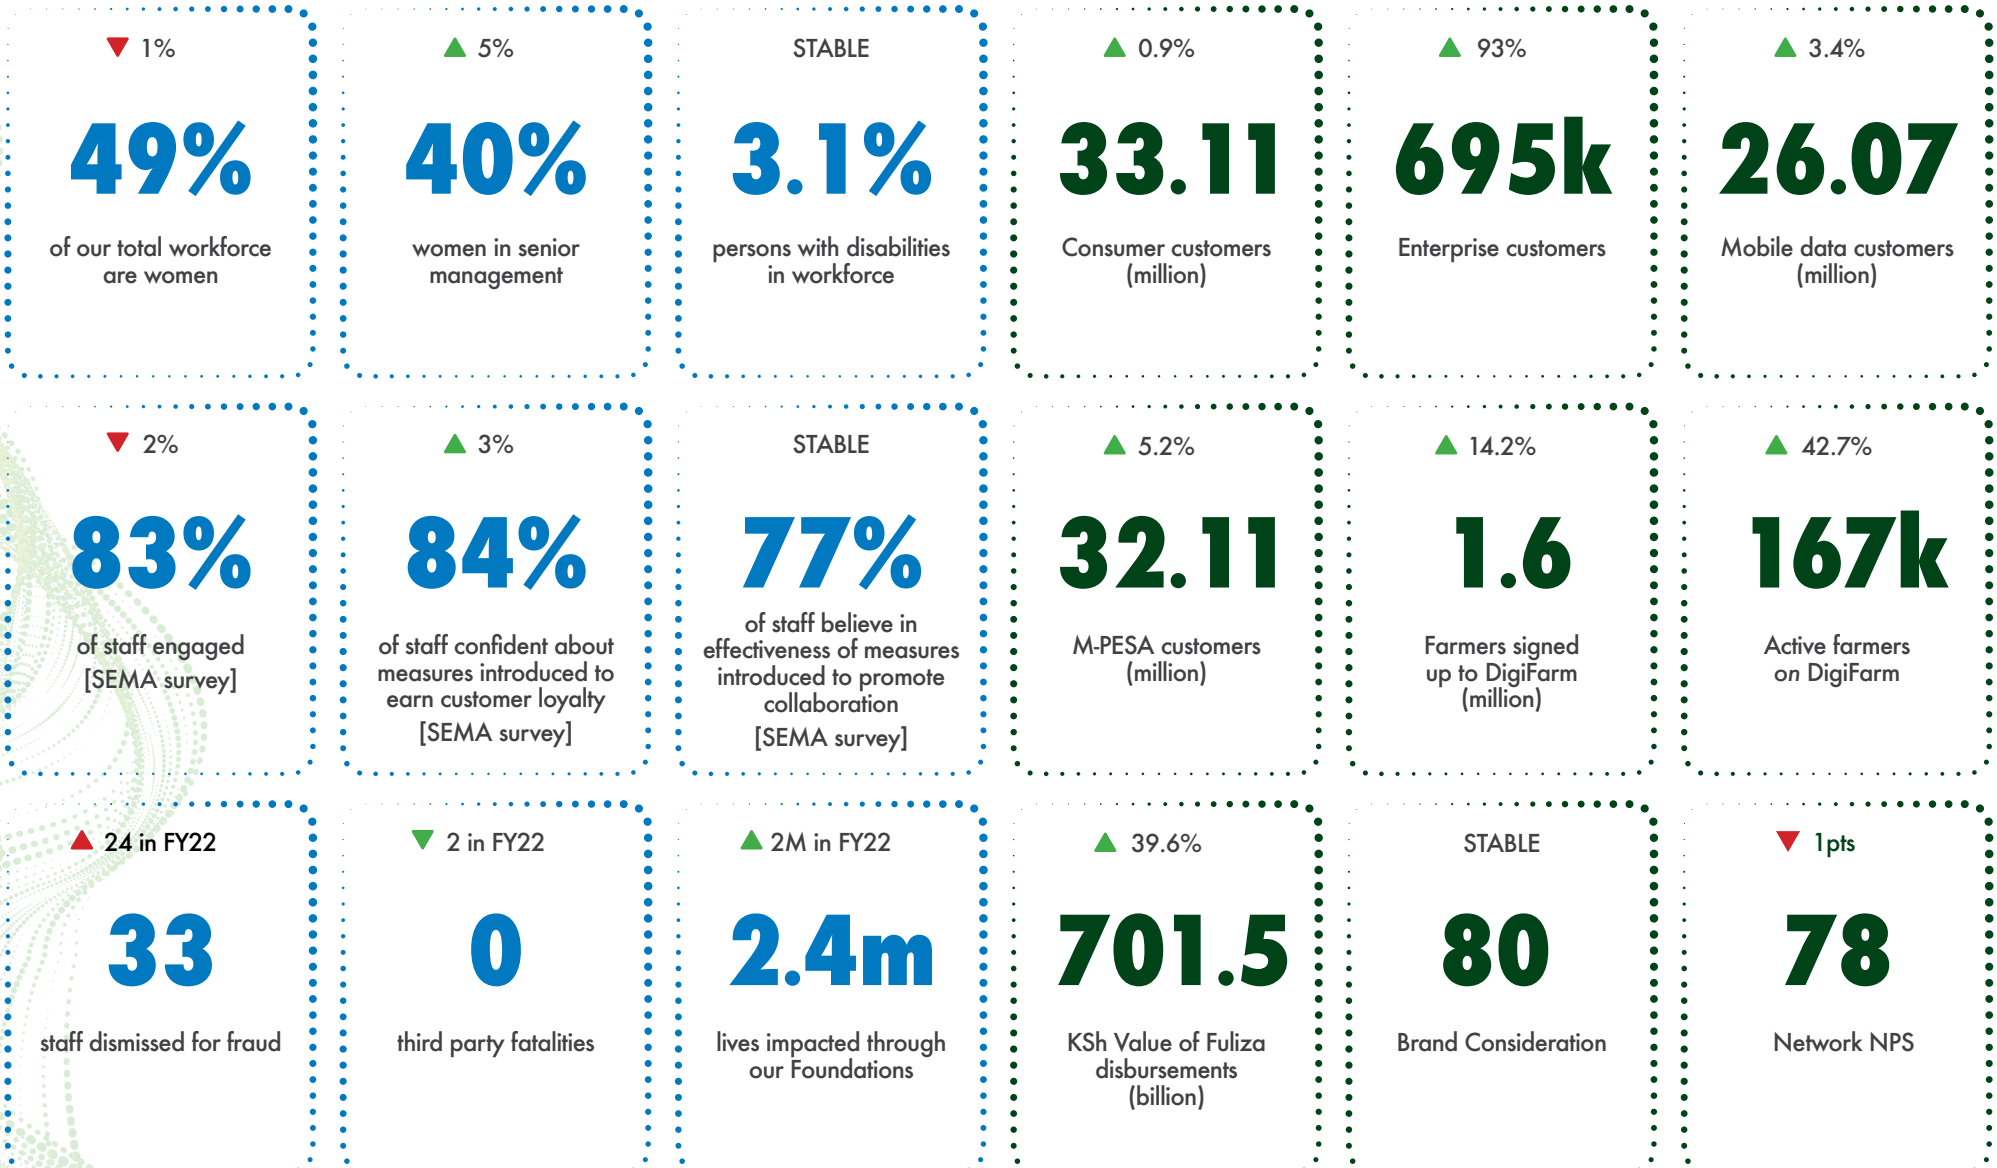 1%
49%
of our total workforce
are women
5%
40%
women in senior
management
STABLE
3.1%
persons with disabilities
in workforce
0.9%
33.11
Consumer customers
(million)
93%
695k
Enterprise customers
3.4%
26.07
Mobile data customers
(million)
2%
83%
of staff engaged
[SEMA survey]
3%
84%
of staff confident about
measures introduced to
earn customer loyalty
[SEMA survey]
STABLE
77%
of staff believe in
effectiveness of measures
introduced to promote
collaboration
[SEMA survey]
5.2%
32.11
M-PESA customers
(million)
14.2%
1.6
Farmers signed
up to DigiFarm
(million)
42.7%
167k
Active farmers
on DigiFarm
24 in FY22
33
staff dismissed for fraud
2 in FY22
0
third party fatalities
2M in FY22
2.4m
lives impacted through
our Foundations
39.6%
701.5
KSh Value of Fuliza
disbursements
(billion)
STABLE
80
Brand Consideration
1pts
78
Network NPS